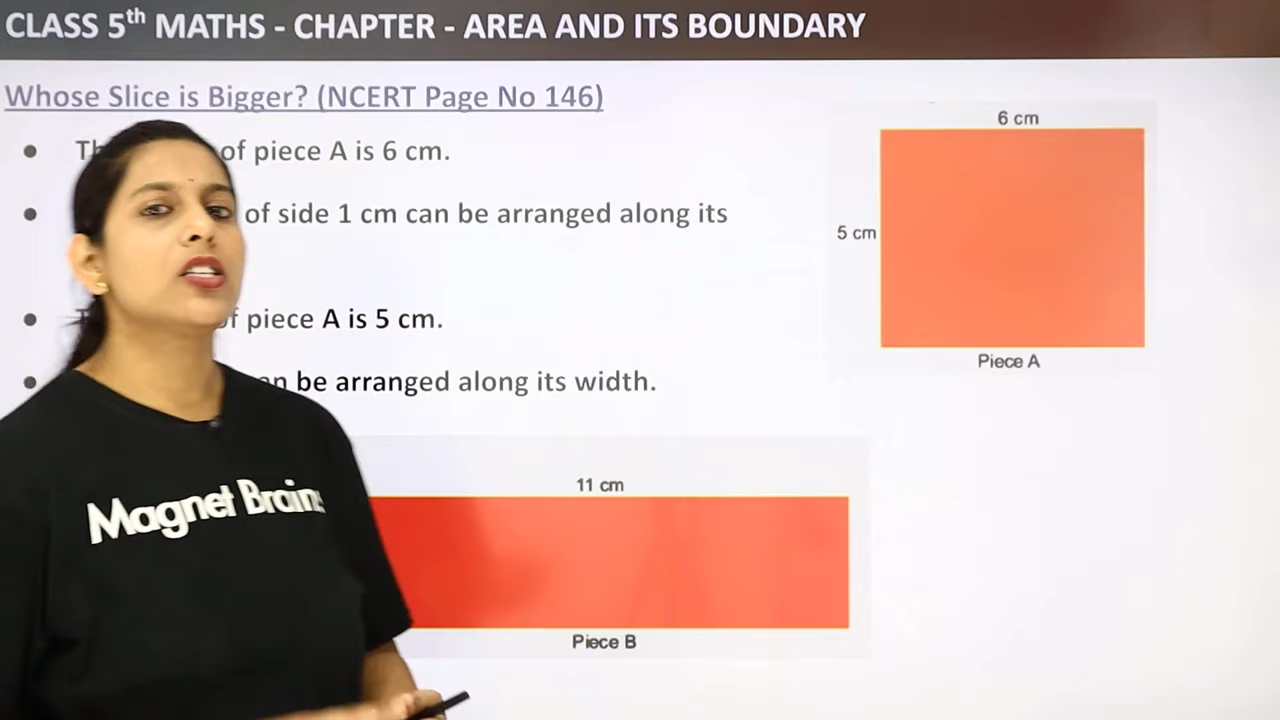 CLASS 5th MATHS - CHAPTER - AREA AND ITS BOUNDARY
Whose Slice is Bigger? (NCERT Page No 146)
of piece A is 6 cm.
of side 1 cm can be arranged along its
of piece A is 5 cm.
can be arranged along its width.
6 cm
5 cm
Piece A
11 cm
Piece B
Magnet Brains